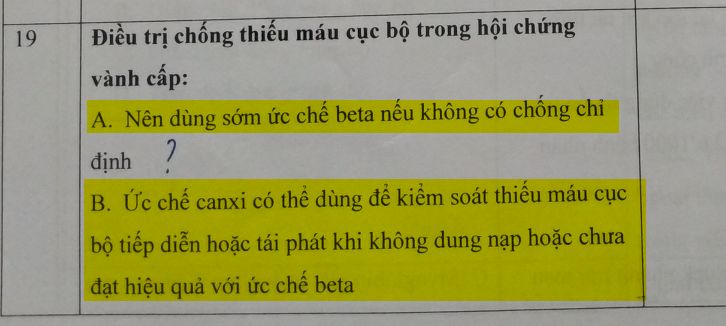 19 Điều trị chống thiếu máu cục bộ trong hội chứng
vành cấp:
A. Nên dùng sớm ức chế beta nếu không có chống chỉ
định ?
B. Ức chế canxi có thể dùng để kiểm soát thiếu máu cục
bộ tiếp diễn hoặc tái phát khi không dung nạp hoặc chưa
đạt hiệu quả với ức chế beta